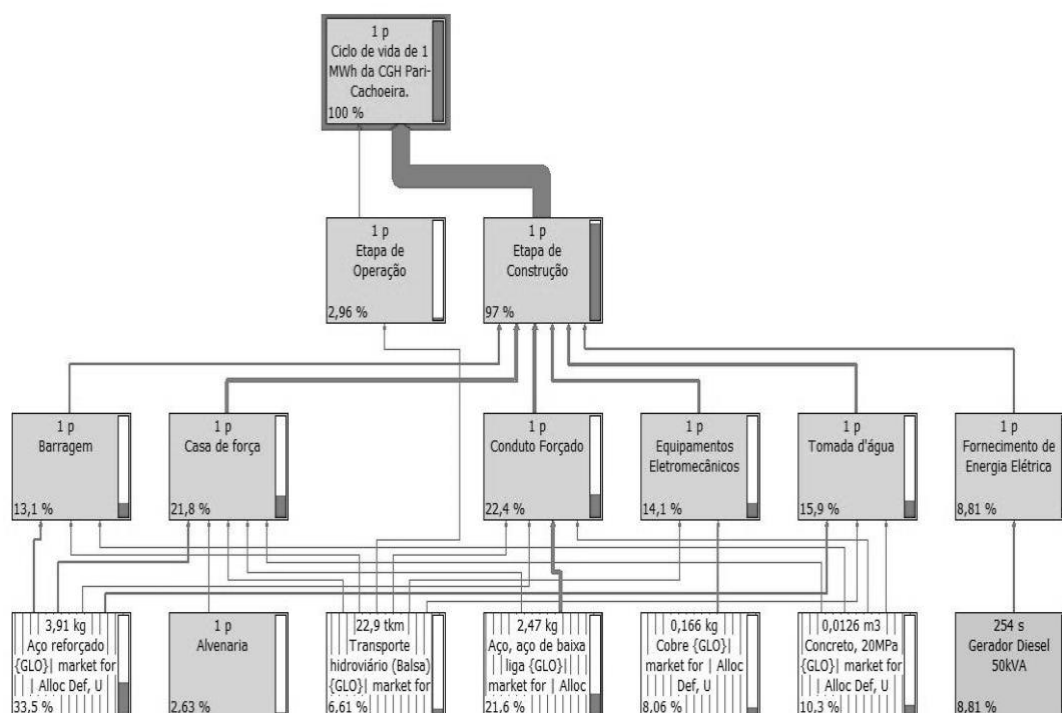 1 p
Ciclo de vida de 1
MWh da CGH Pari-
Cachoeira.
100 %
1 p
Etapa de
Operação
2,96 %
1 p
Etapa de
Construção
97 %
1 p
Barragem
13,1 %
1 p
Casa de força
21,8 %
1 p
Conduto Forçado
22,4 %
1 p
Equipamentos
Eletromecânicos
14,1 %
1 p
Tomada d'água
15,9 %
1 p
Fornecimento de
Energia Elétrica
8,81 %
3,91 kg
Aço reforçado
{GLO}| market for
| Alloc Def, U
33,5 %
1 p
Alvenaria
2,63 %
22,9 tkm
Transporte
hidroviário (Balsa)
{GLO}| market for
6,61 %
2,47 kg
Aço, aço de baixa
liga {GLO}|
market for | Alloc
21,6 %
0,166 kg
Cobre {GLO}|
market for | Alloc
Def, U
8,06 %
0,0126 m3
Concreto, 20MPa
{GLO}| market for
| Alloc Def, U
10,3 %
254 s
Gerador Diesel
50kVA
8,81 %